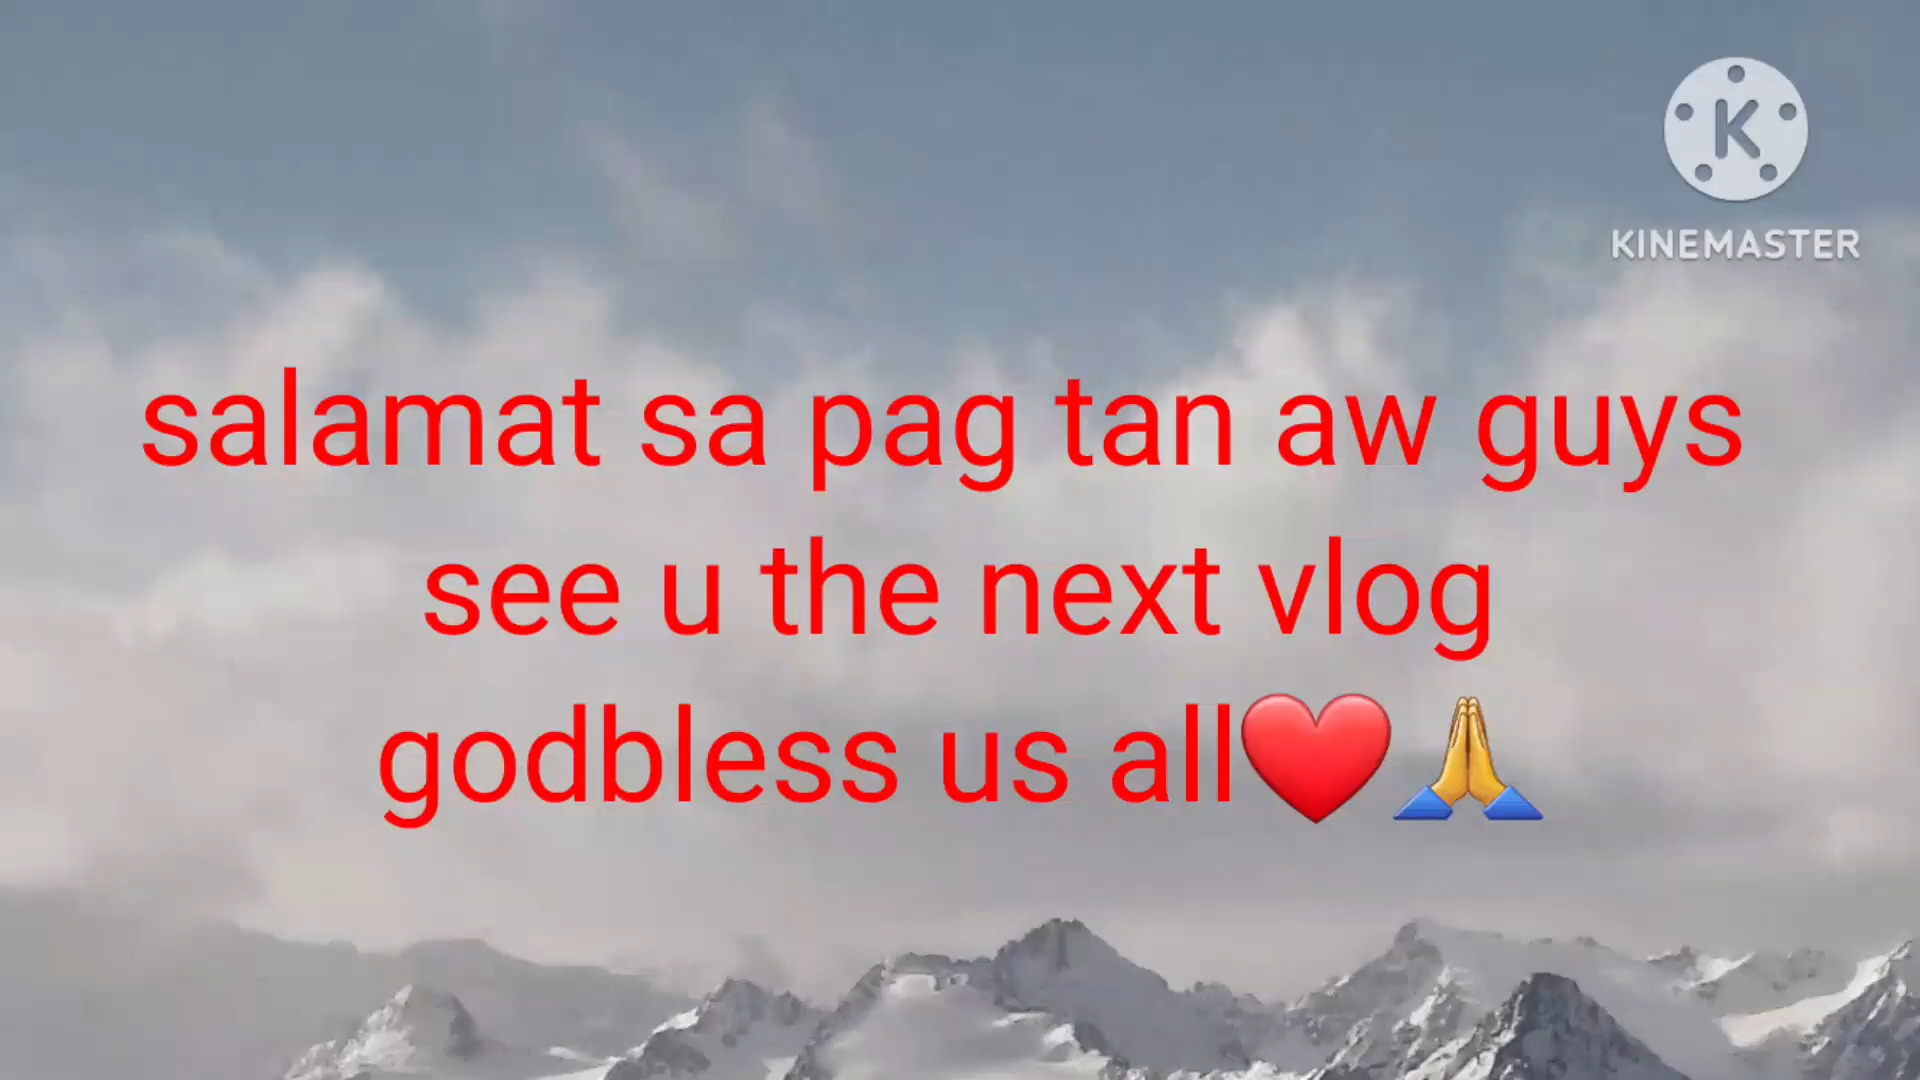 K
KINEMASTER
salamat sa pag tan aw guys
see u the next vlog
godbless us all❤️🙏